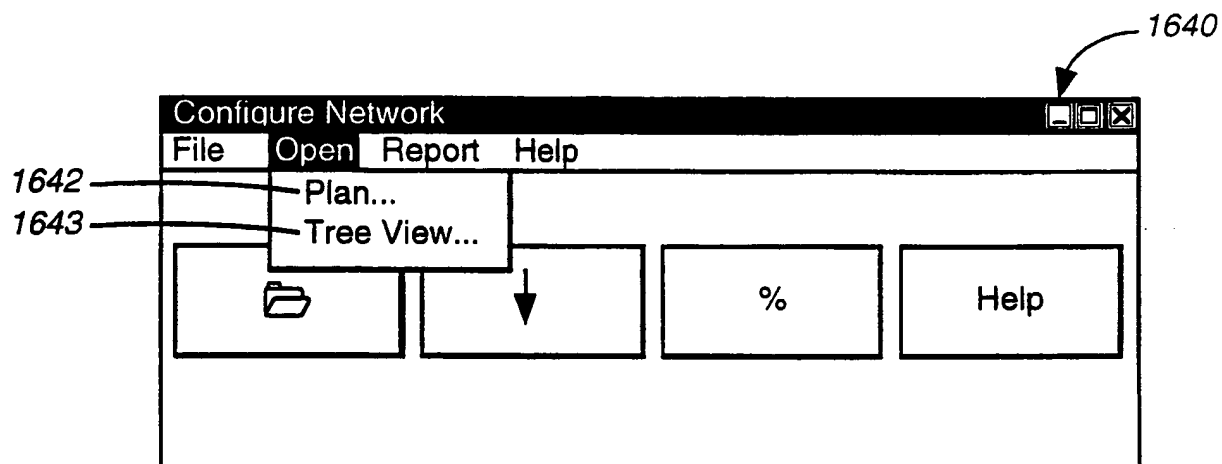 1640
Configure Network
File Open Report Help
1642 Plan...
1643 Tree View...
% Help